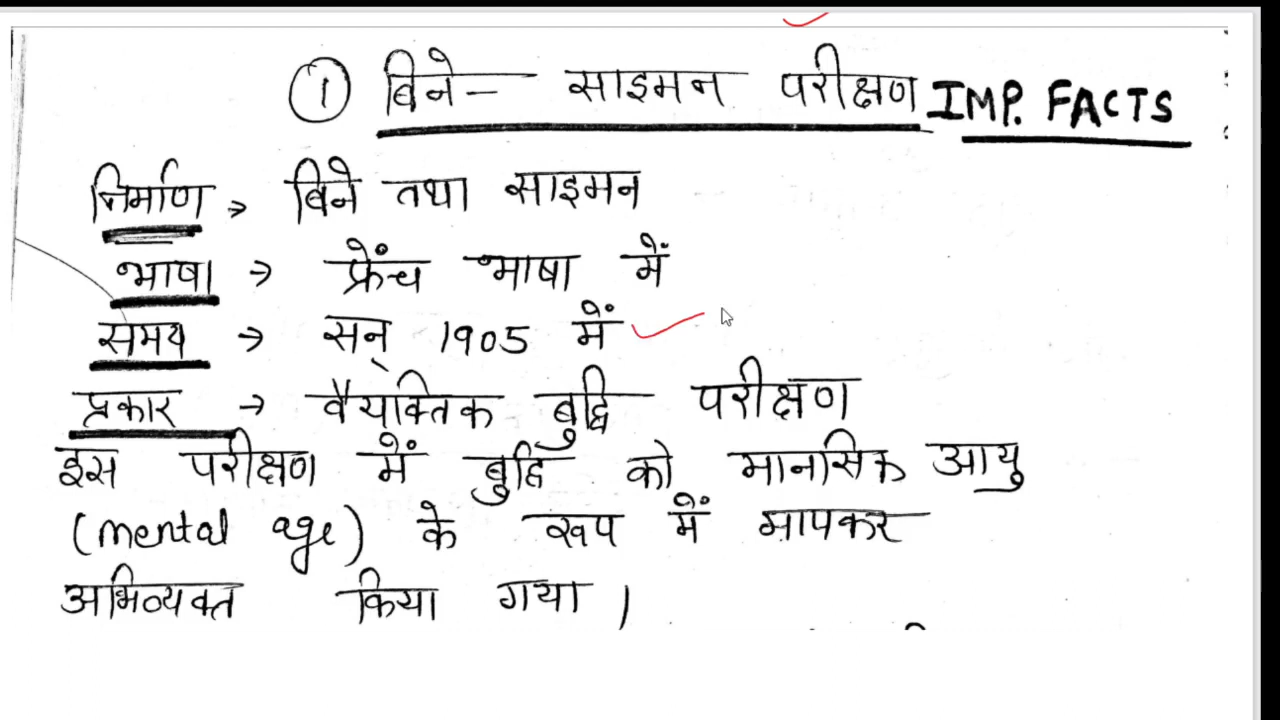 ① बिने- साइमन परीक्षण IMP. FACTS
निर्माण → बिने तथा साइमन
भाषा → फ्रेंच भाषा में
समय → सन् 1905 में
प्रकार → वैयक्तिक बुद्धि परीक्षण
इस परीक्षण में बुद्धि को मानसिक आयु
(mental age) के रूप में मापकर
अभिव्यक्त किया गया ।